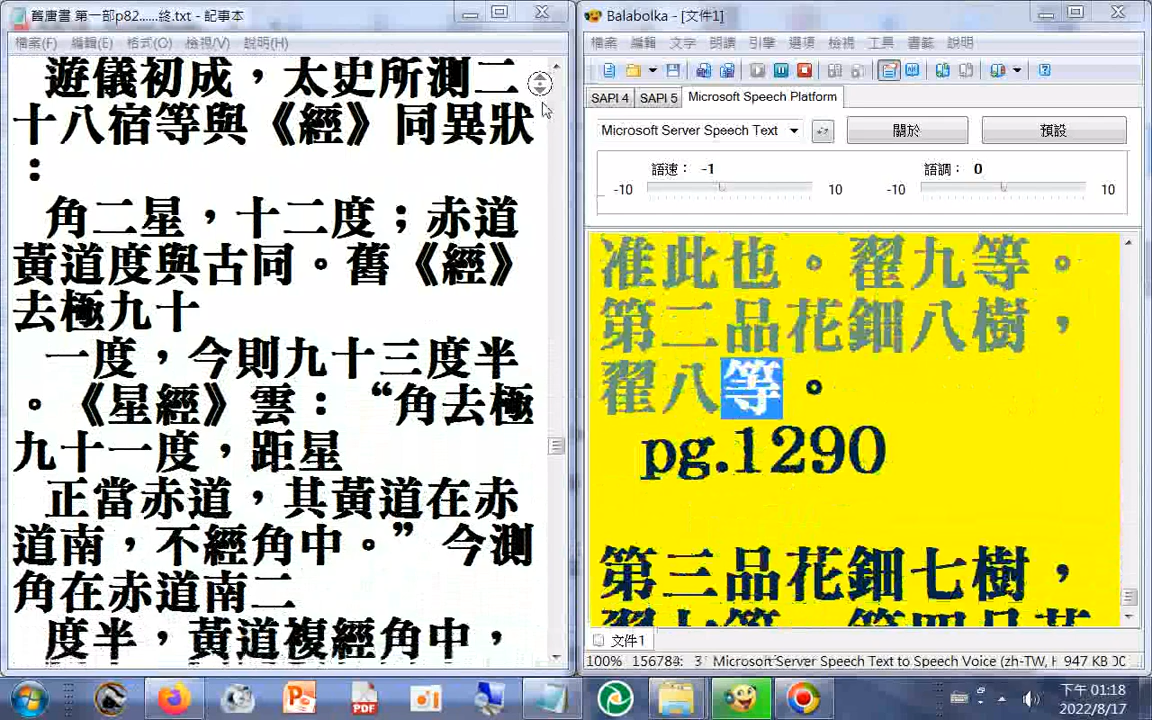 舊唐書 第一部p82......終.txt - 記事本
檔案(F) 編輯(E) 格式(O) 檢視(V) 說明(H)
遊儀初成，太史所測二
十八宿等與《經》同異狀
：
角二星，十二度；赤道
黃道度與古同。舊《經》
去極九十
一度，今則九十三度半
。《星經》雲：“角去極
九十一度，距星
正當赤道，其黃道在赤
道南，不經角中。”今測
角在赤道南二
度半，黃道複經角中，
Balabolka - [文件1]
檔案 編輯 文字 朗讀 引擎 選項 檢視 工具 書籤 說明
SAPI 4 SAPI 5 Microsoft Speech Platform
Microsoft Server Speech Text 關於 預設
語速： -1 語調： 0
-10 10 -10 10
准此也。翟九等。
第二品花鈿八樹，
翟八等。
pg.1290
第三品花鈿七樹，
翟七等。第四品花
文件1
100% 156784: 3 Microsoft Server Speech Text to Speech Voice (zh-TW, H 947 KB
下午 01:18
2022/8/17